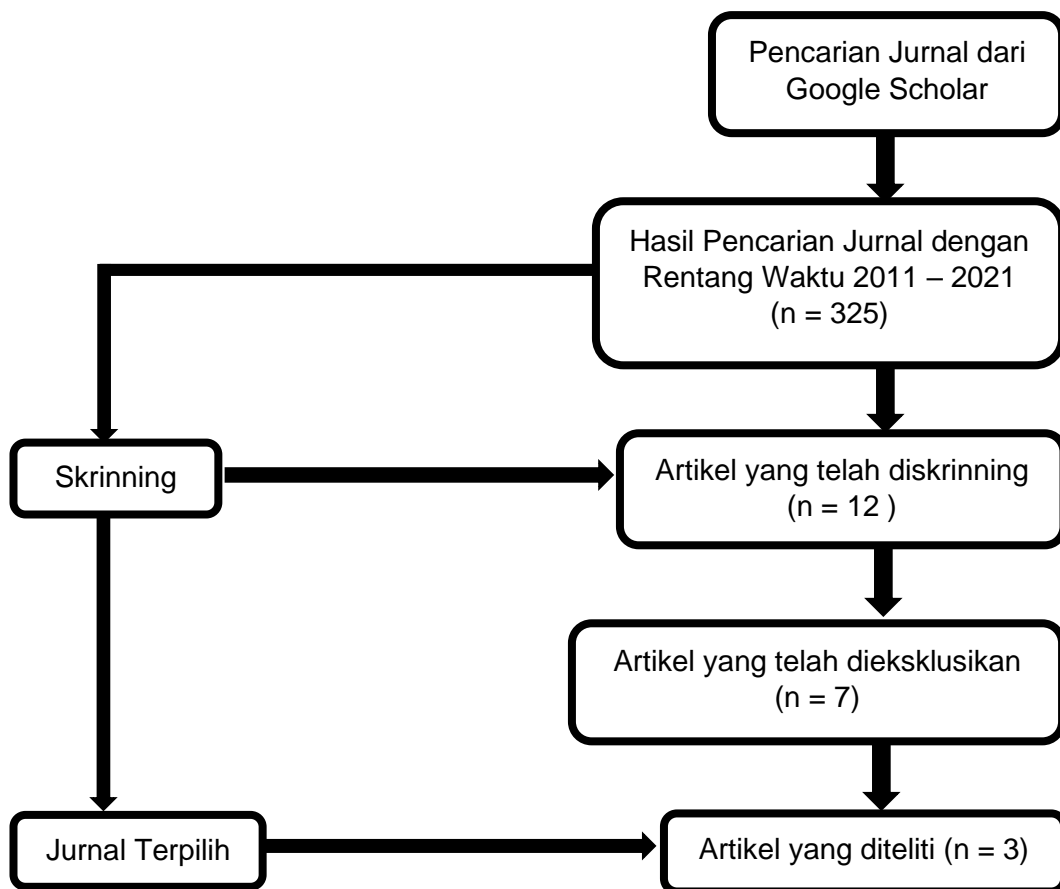 Pencarian Jurnal dari
Google Scholar
Hasil Pencarian Jurnal dengan
Rentang Waktu 2011 – 2021
(n = 325)
Skrinning
Artikel yang telah diskrinning
(n = 12 )
Artikel yang telah dieksklusikan
(n = 7)
Jurnal Terpilih
Artikel yang diteliti (n = 3)